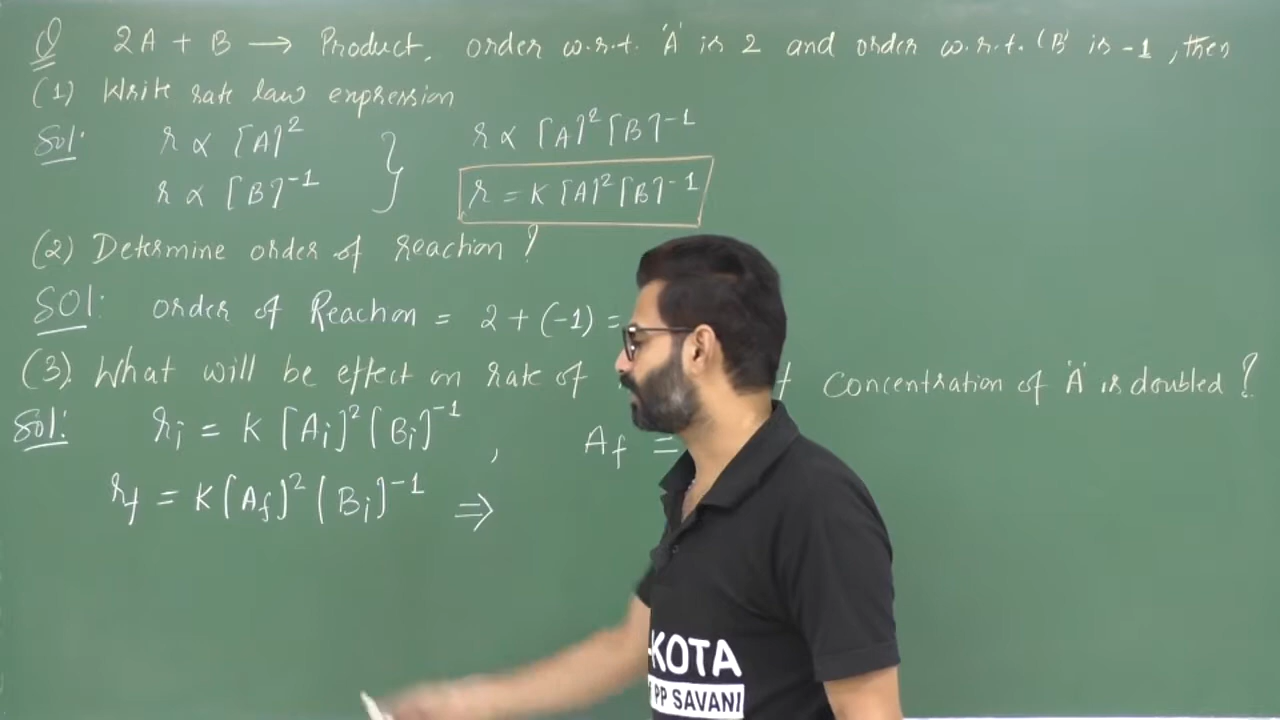 Q 2A + B → Product, order w.r.t. 'A' is 2 and order w.r.t. 'B' is -1, then
(1) Write rate law expression
Sol: r ∝ [A]² } r ∝ [A]² [B]⁻¹
r ∝ [B]⁻¹ r = K [A]² [B]⁻¹
(2) Determine order of reaction ?
SOl: order of Reaction = 2 + (-1) =
(3). What will be effect on rate of concentration of 'A' is doubled ?
Sol: rᵢ = K [Aᵢ]² [Bᵢ]⁻¹ , A_f =
r_f = K [A_f]² [Bᵢ]⁻¹ ⇒
-KOTA
PP SAVANI